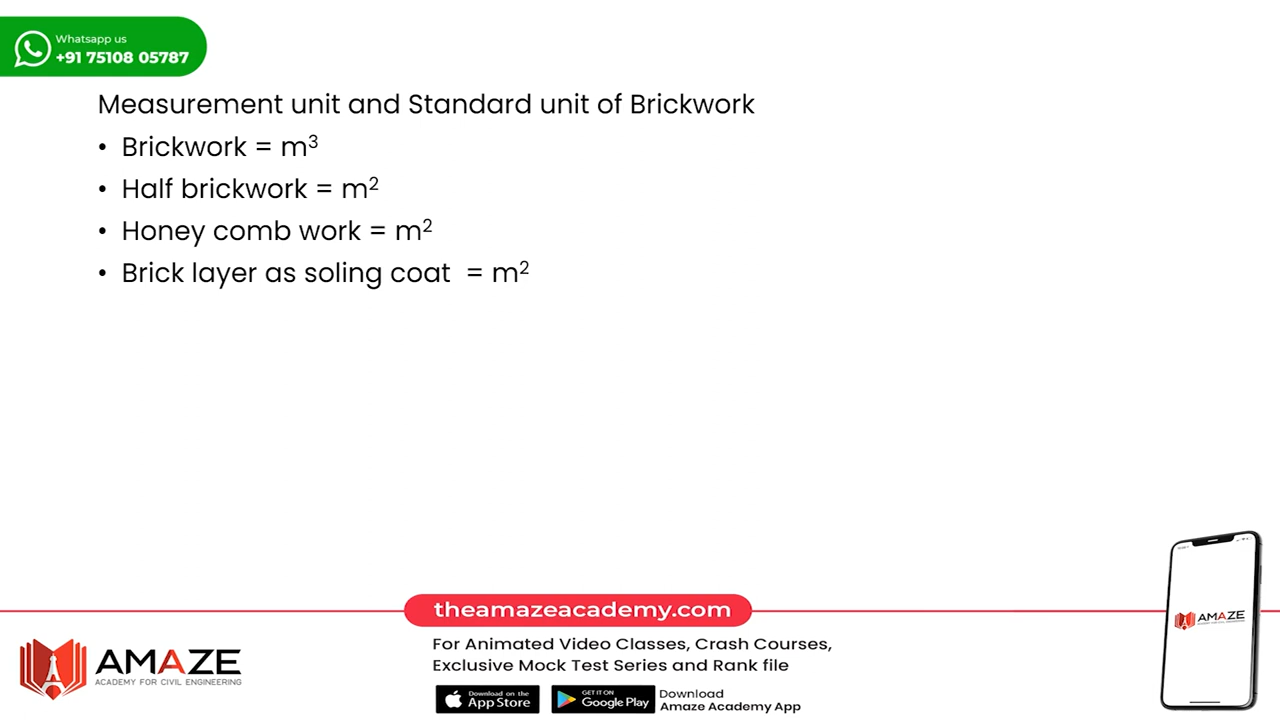 Whatsapp us
+91 75108 05787
Measurement unit and Standard unit of Brickwork
• Brickwork = m³
• Half brickwork = m²
• Honey comb work = m²
• Brick layer as soling coat = m²
theamazeacademy.com
AMAZE
ACADEMY FOR CIVIL ENGINEERING
For Animated Video Classes, Crash Courses,
Exclusive Mock Test Series and Rank file
Download on the
App Store
GET IT ON
Google Play
Download
Amaze Academy App
AMAZE